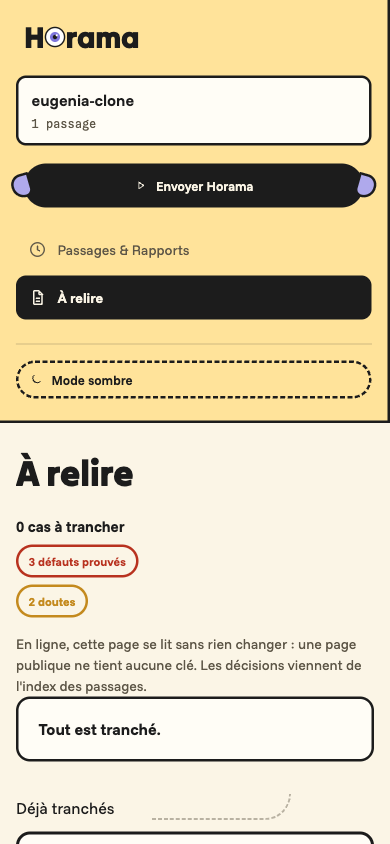 Horama
eugenia-clone
1 passage
Envoyer Horama
Passages & Rapports
À relire
Mode sombre
À relire
0 cas à trancher
3 défauts prouvés
2 doutes
En ligne, cette page se lit sans rien changer : une page
publique ne tient aucune clé. Les décisions viennent de
l'index des passages.
Tout est tranché.
Déjà tranchés